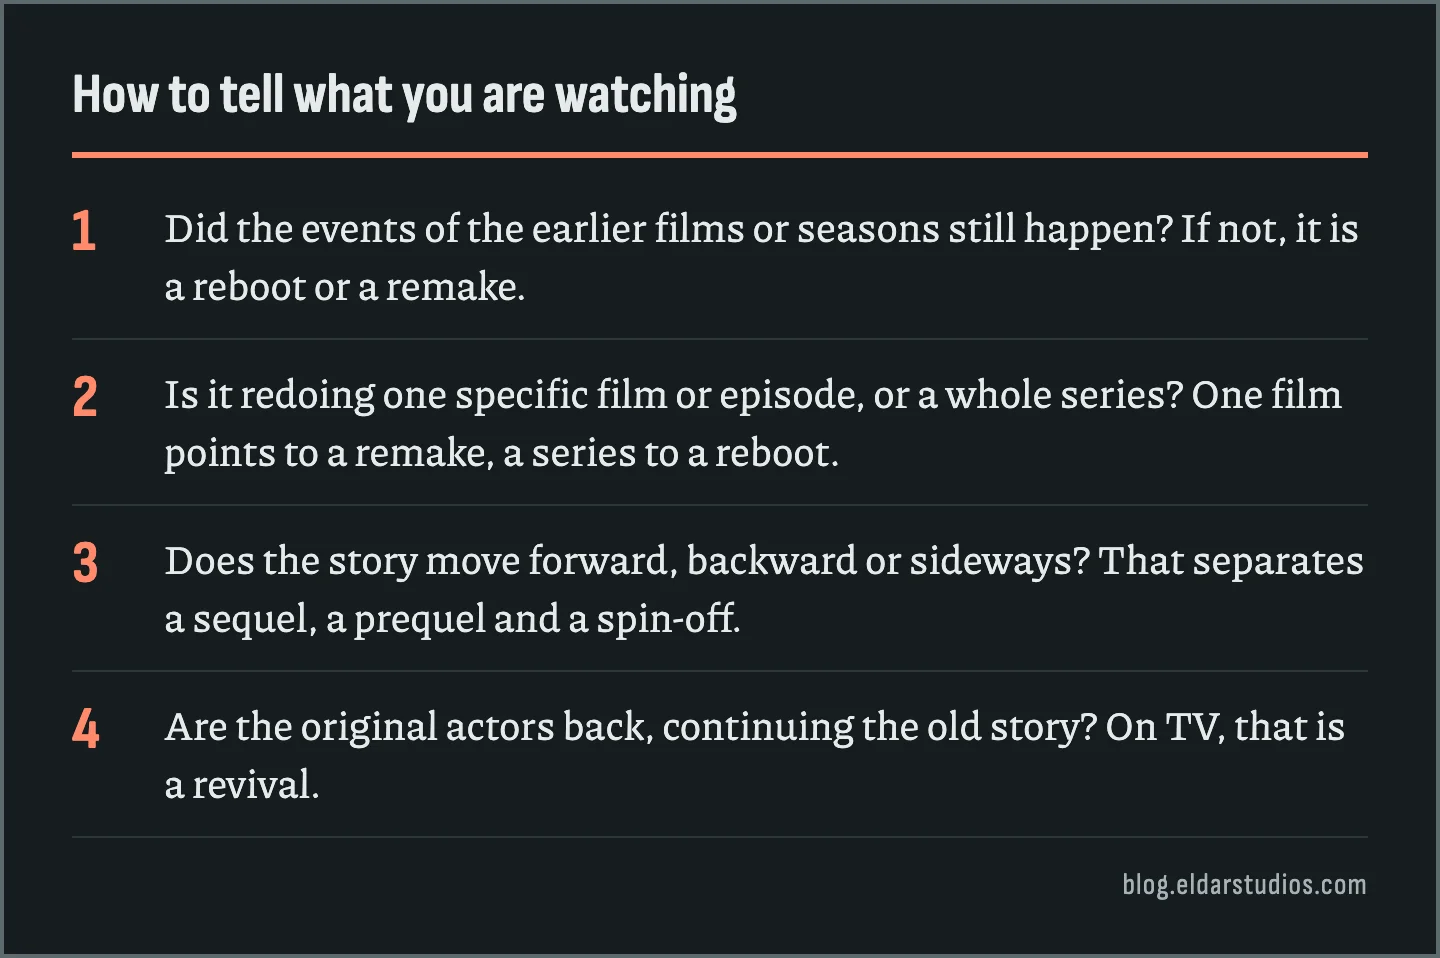 How to tell what you are watching
1
Did the events of the earlier films or seasons still happen? If not, it is
a reboot or a remake.
2
Is it redoing one specific film or episode, or a whole series? One film
points to a remake, a series to a reboot.
3
Does the story move forward, backward or sideways? That separates
a sequel, a prequel and a spin-off.
4
Are the original actors back, continuing the old story? On TV, that is
a revival.
blog.eldarstudios.com